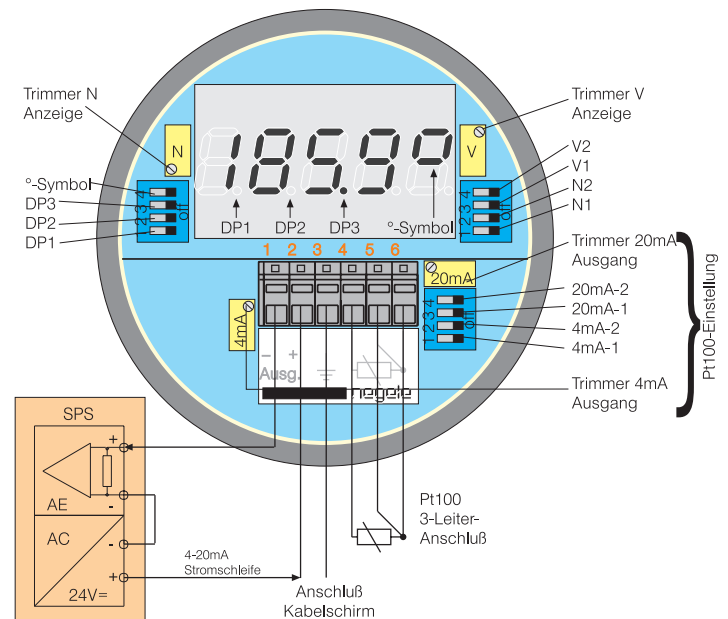 Trimmer N
Anzeige
Trimmer V
Anzeige
N
185.9°
V
°-Symbol
DP3
DP2
DP1
1 2 3 4
off
DP1
DP2
DP3
°-Symbol
1 2 3 4
off
V2
V1
N2
N1
1 2 3 4 5 6
20mA
Trimmer 20mA
Ausgang
4mA
1 2 3 4
off
20mA-2
20mA-1
4mA-2
4mA-1
Pt100-Einstellung
– +
Ausg.
negele
Trimmer 4mA
Ausgang
SPS
+
AE
-
AC
-
+
24V=
4-20mA
Stromschleife
Anschluß
Kabelschirm
Pt100
3-Leiter-
Anschluß